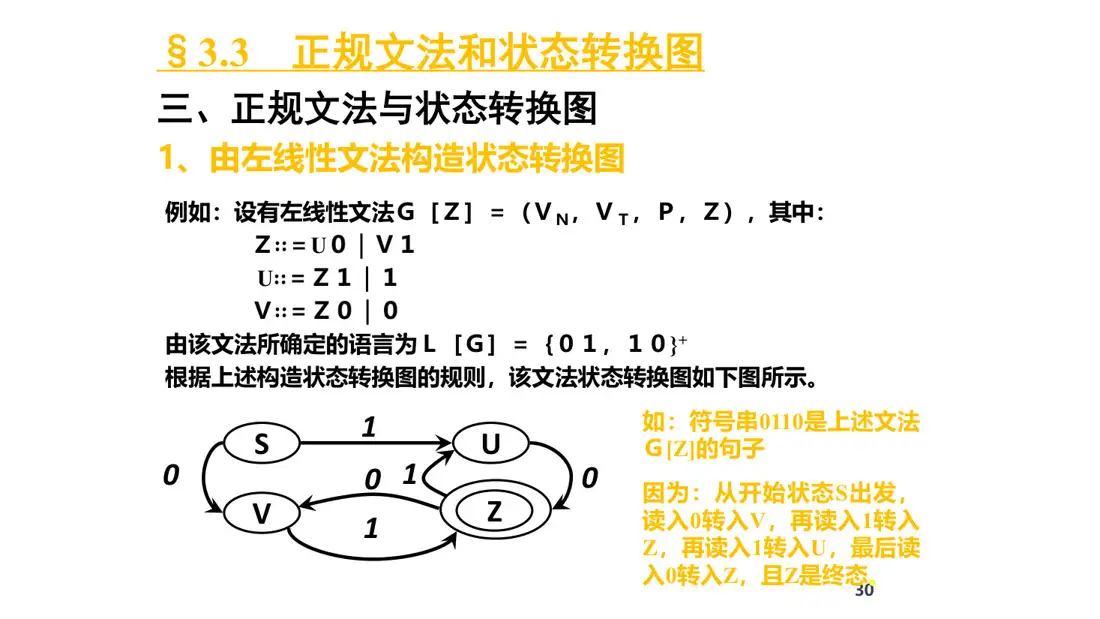 §3.3 正规文法和状态转换图
三、正规文法与状态转换图
1、由左线性文法构造状态转换图
例如：设有左线性文法G［Z］=（VN，VT，P，Z），其中：
Z∷=U0｜V1
U∷=Z1｜1
V∷=Z0｜0
由该文法所确定的语言为L［G］=｛01，10}+
根据上述构造状态转换图的规则，该文法状态转换图如下图所示。
S
1
U
0
0
1
0
V
1
Z
如：符号串0110是上述文法
G[Z]的句子
因为：从开始状态S出发，
读入0转入V，再读入1转入
Z，再读入1转入U，最后读
入0转入Z，且Z是终态。
30